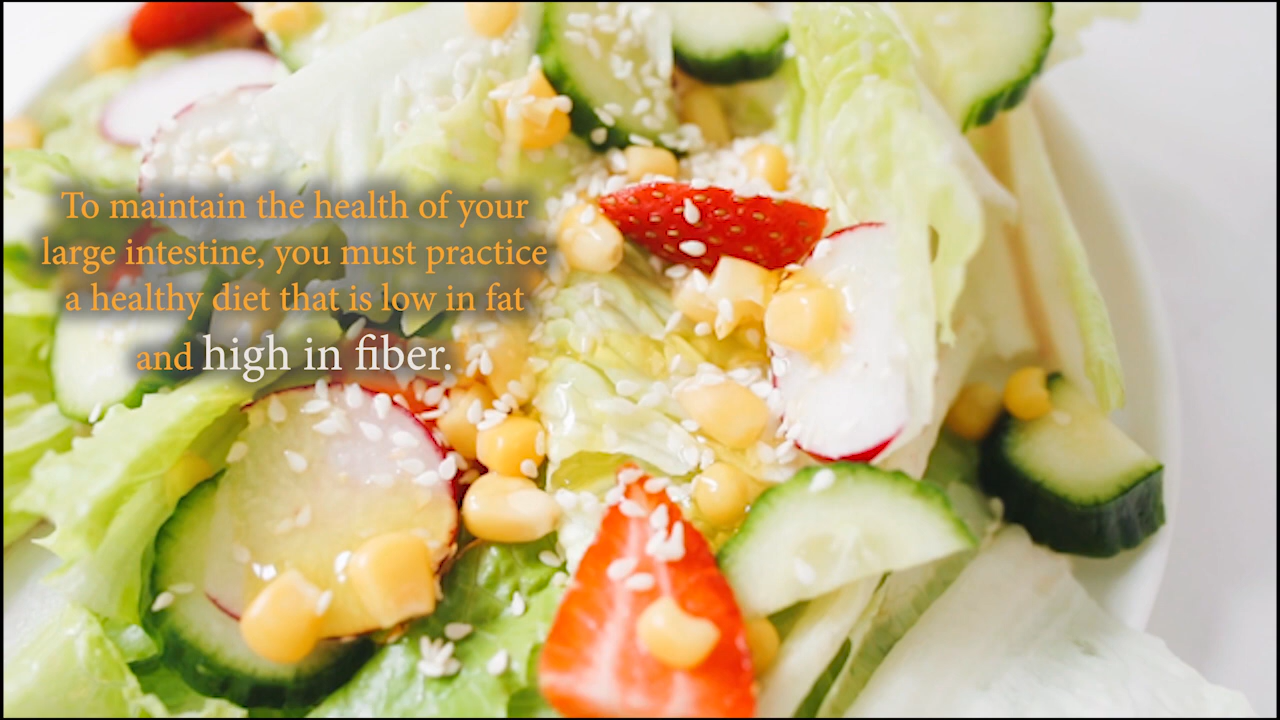 To maintain the health of your
large intestine, you must practice
a healthy diet that is low in fat
and high in fiber.